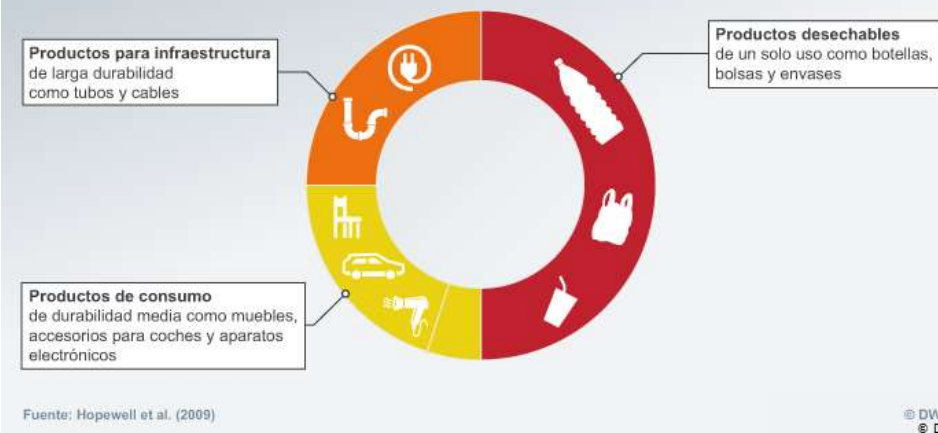 Productos para infraestructura
de larga durabilidad
como tubos y cables
Productos desechables
de un solo uso como botellas,
bolsas y envases
Productos de consumo
de durabilidad media como muebles,
accesorios para coches y aparatos
electrónicos
Fuente: Hopewell et al. (2009)
© DW
©